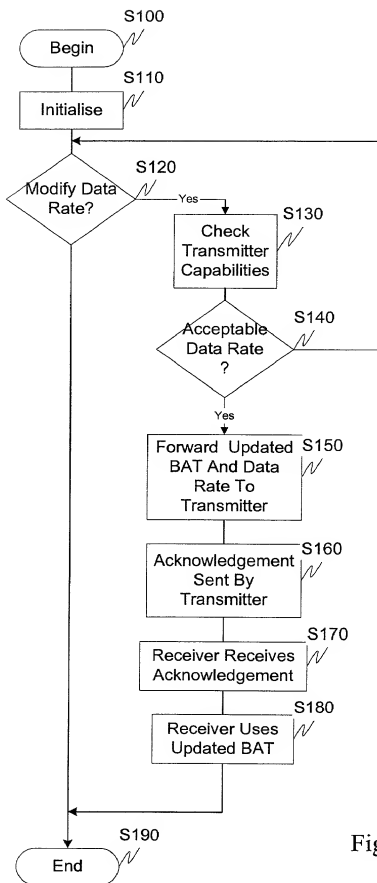 S100
Begin
S110
Initialise
S120
Modify Data
Rate?
Yes
S130
Check
Transmitter
Capabilities
S140
Acceptable
Data Rate
?
Yes
S150
Forward Updated
BAT And Data
Rate To
Transmitter
S160
Acknowledgement
Sent By
Transmitter
S170
Receiver Receives
Acknowledgement
S180
Receiver Uses
Updated BAT
S190
End
Fig